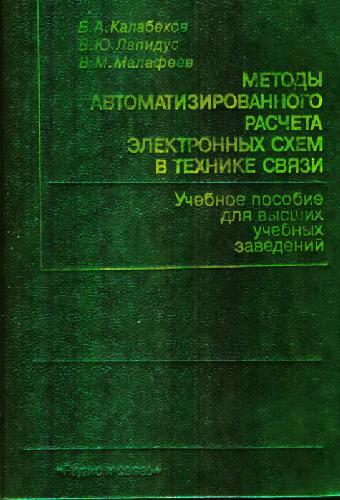 Б.А.Калабеков
В.Ю.Лапидус
В.М.Малафеев
МЕТОДЫ
АВТОМАТИЗИРОВАННОГО
РАСЧЕТА
ЭЛЕКТРОННЫХ СХЕМ
В ТЕХНИКЕ СВЯЗИ
Учебное пособие
для высших
учебных
заведений
"Радио и связь"